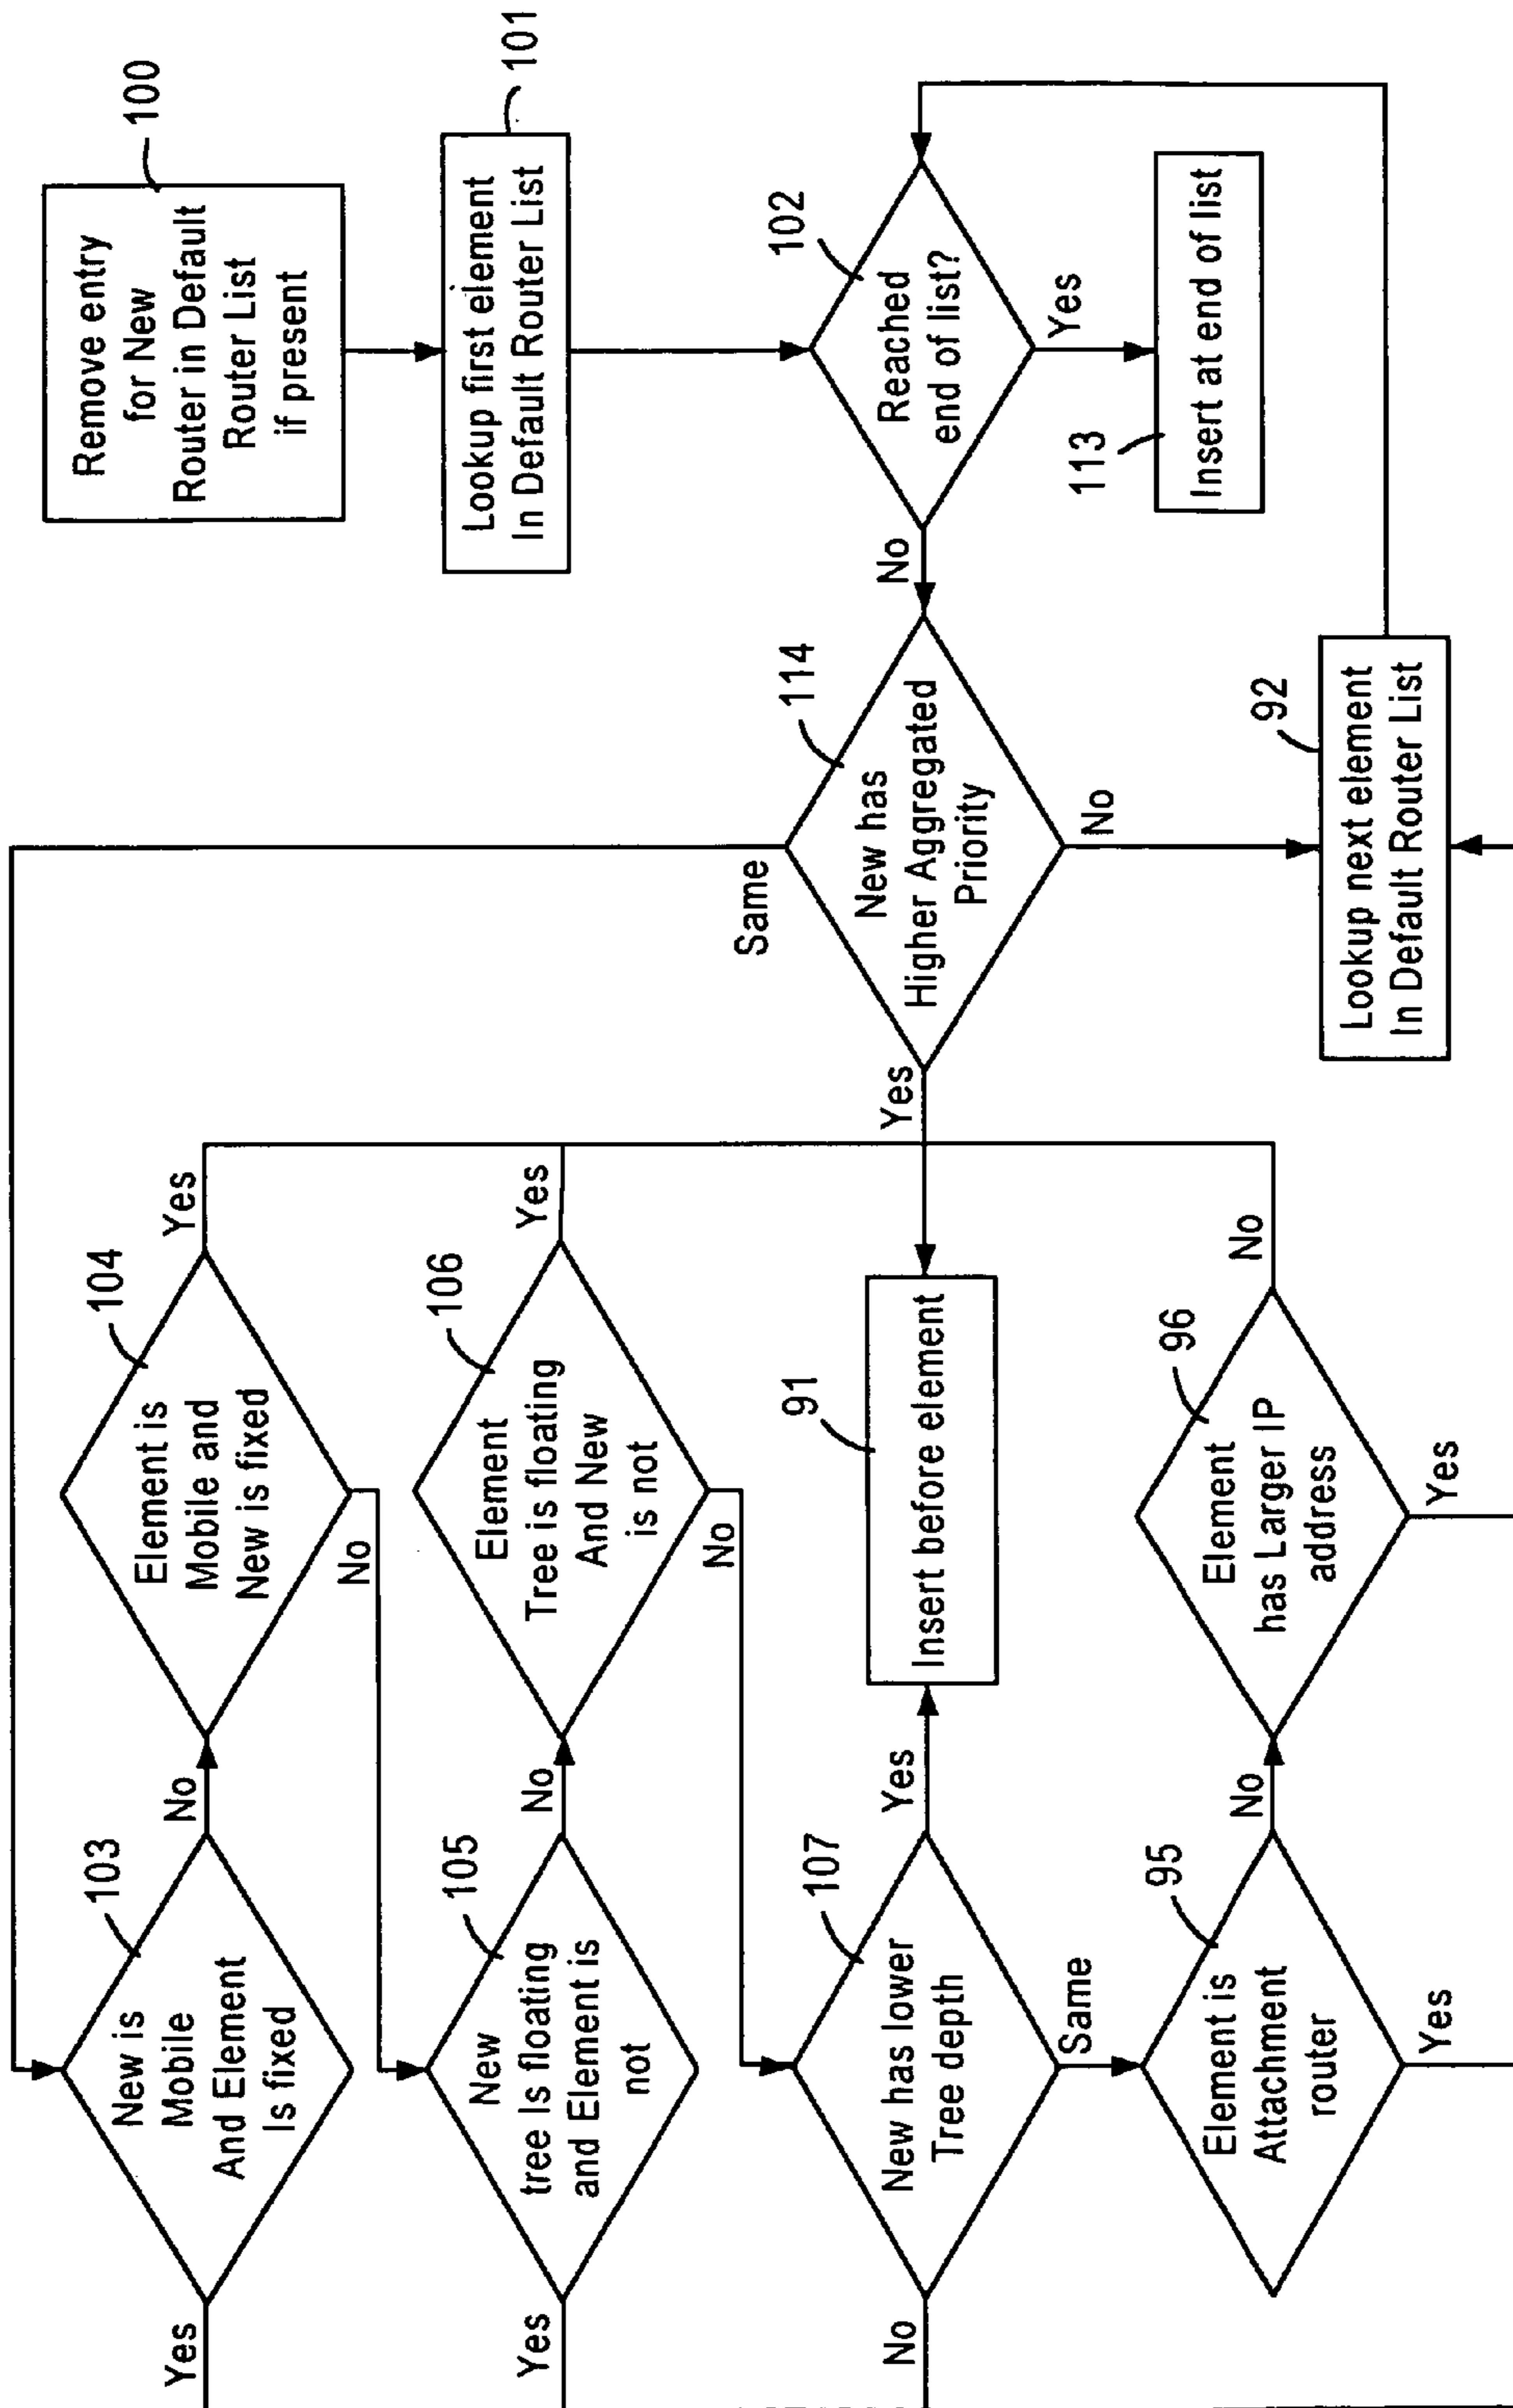 Remove entry
for New
Router in Default
Router List
if present
100
Lookup first element
In Default Router List
101
Reached
end of list?
102
No
Yes
Insert at end of list
113
New has
Higher Aggregated
Priority
114
Same
Yes
No
Lookup next element
In Default Router List
92
New is
Mobile
And Element
Is fixed
103
Yes
No
Element is
Mobile and
New is fixed
104
Yes
No
New
tree Is floating
and Element is
not
105
Yes
No
Element
Tree is floating
And New
is not
106
Yes
No
New has lower
Tree depth
107
No
Yes
Same
Insert before element
91
Element is
Attachment
router
95
No
Yes
Element
has Larger IP
address
96
No
Yes